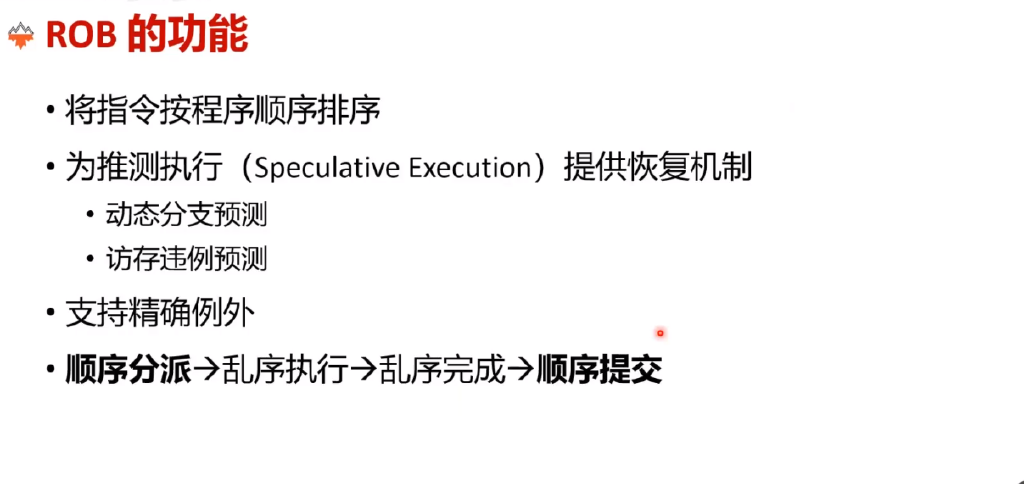 ROB 的功能
• 将指令按程序顺序排序
• 为推测执行（Speculative Execution）提供恢复机制
• 动态分支预测
• 访存违例预测
• 支持精确例外
• 顺序分派→乱序执行→乱序完成→顺序提交